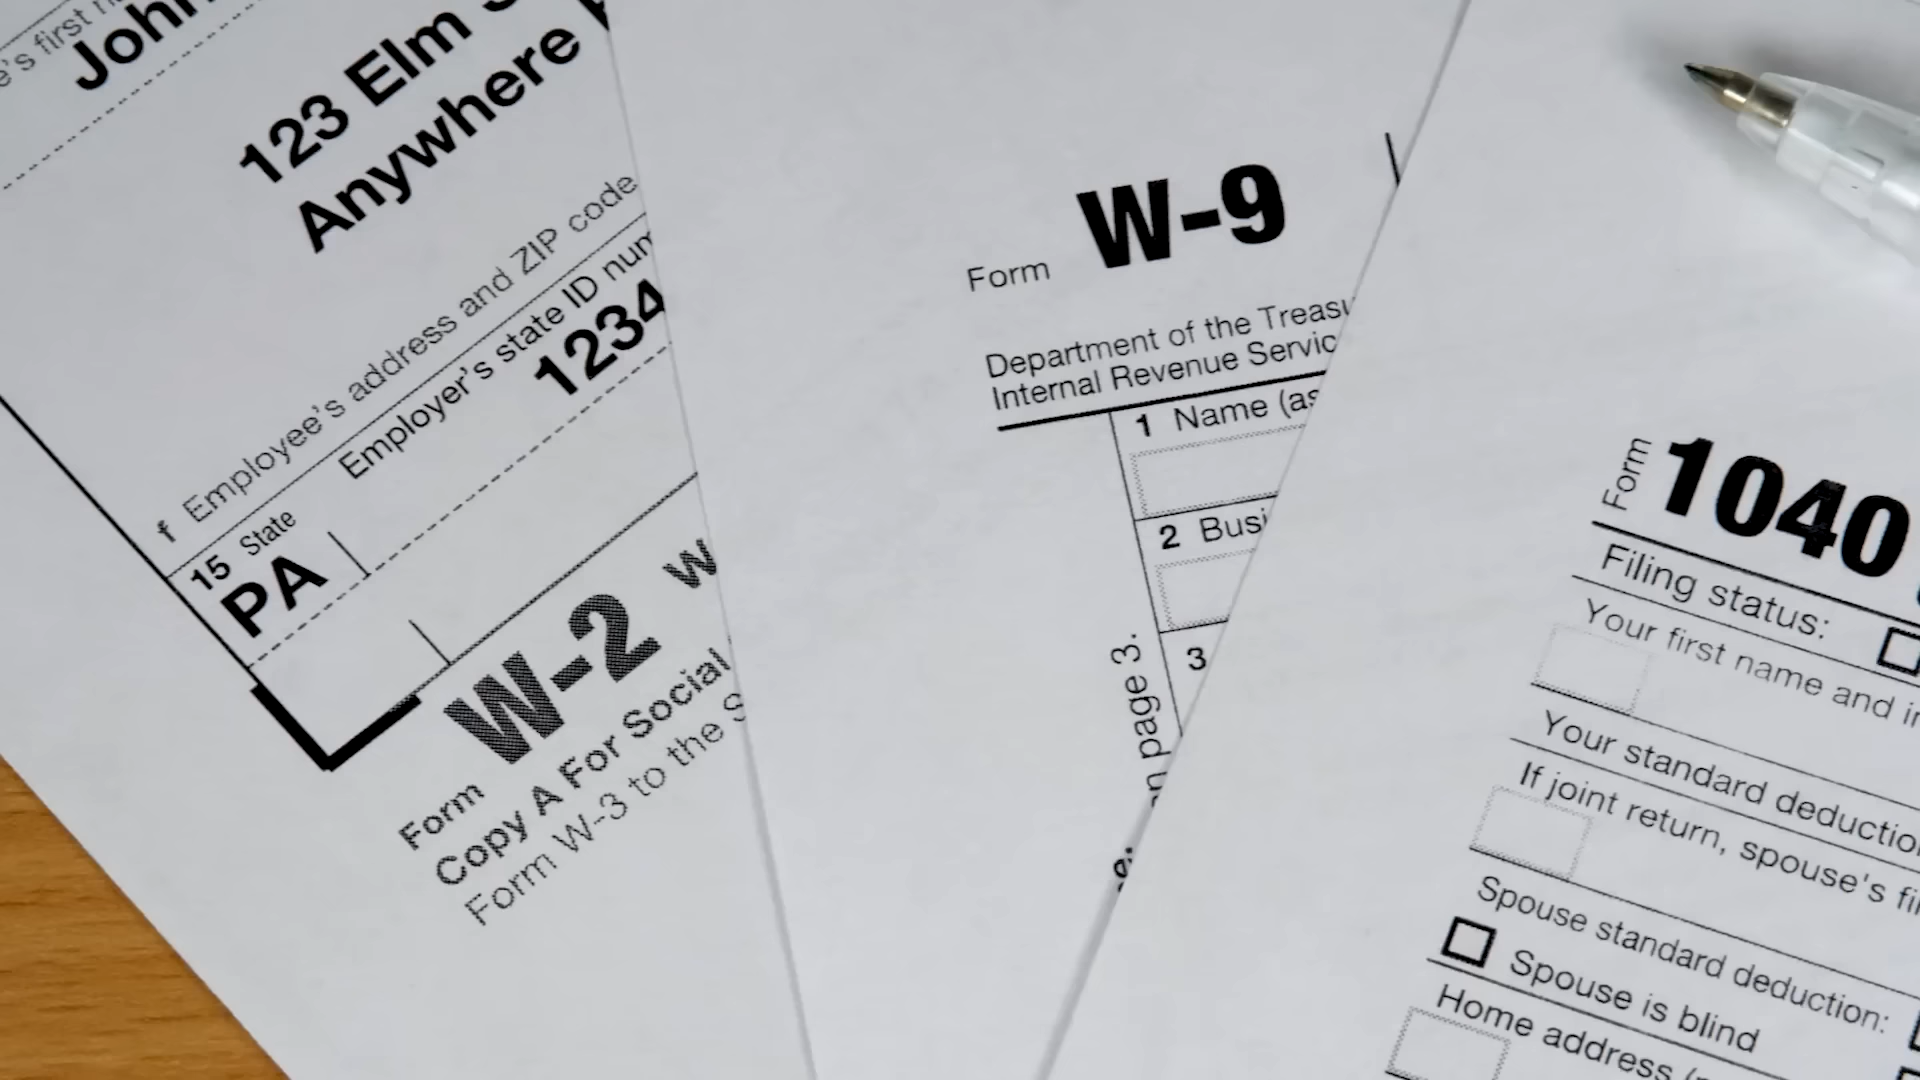 e's first
John
123 Elm
Anywhere
f Employee's address and ZIP code
15 State
Employer's state ID num
PA
1234
Form W-2 W
Copy A For Social
Form W-3 to the S
Form W-9
Department of the Treasu
Internal Revenue Servic
1 Name (as
2 Busi
3
on page 3.
Form 1040
Filing status:
Your first name and in
Your standard deductio
If joint return, spouse's fi
Spouse standard deduction:
Spouse is blind
Home address (